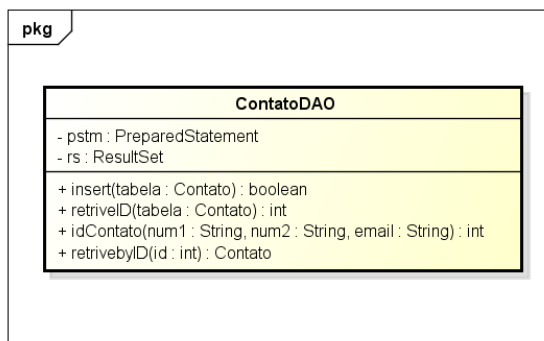 pkg
ContatoDAO
- pstm : PreparedStatement
- rs : ResultSet
+ insert(tabela : Contato) : boolean
+ retriveID(tabela : Contato) : int
+ idContato(num1 : String, num2 : String, email : String) : int
+ retrivebyID(id : int) : Contato